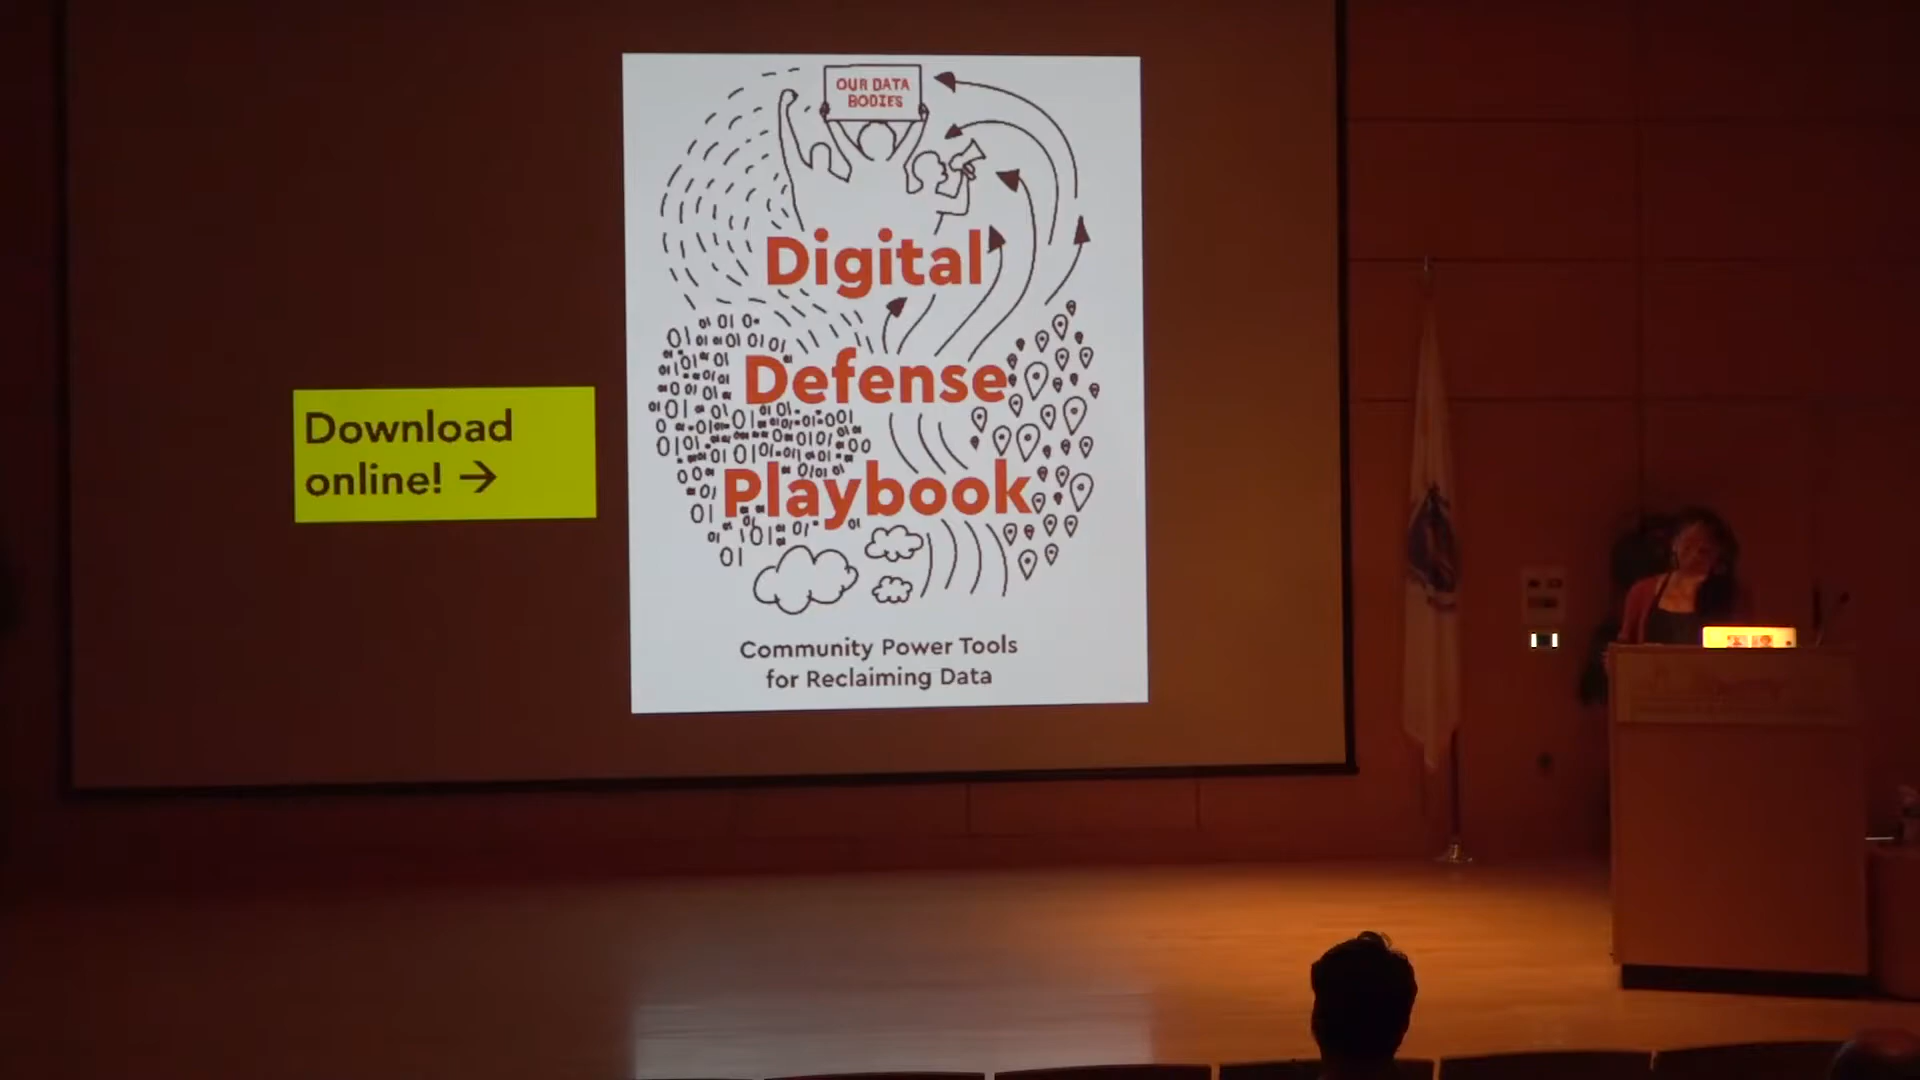 OUR DATA
BODIES
Digital
Defense
Playbook
Download
online! →
Community Power Tools
for Reclaiming Data